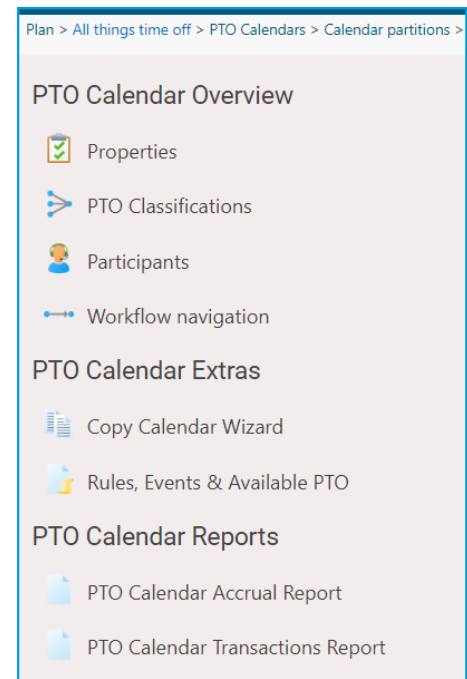 Plan > All things time off > PTO Calendars > Calendar partitions >
PTO Calendar Overview
Properties
PTO Classifications
Participants
Workflow navigation
PTO Calendar Extras
Copy Calendar Wizard
Rules, Events & Available PTO
PTO Calendar Reports
PTO Calendar Accrual Report
PTO Calendar Transactions Report